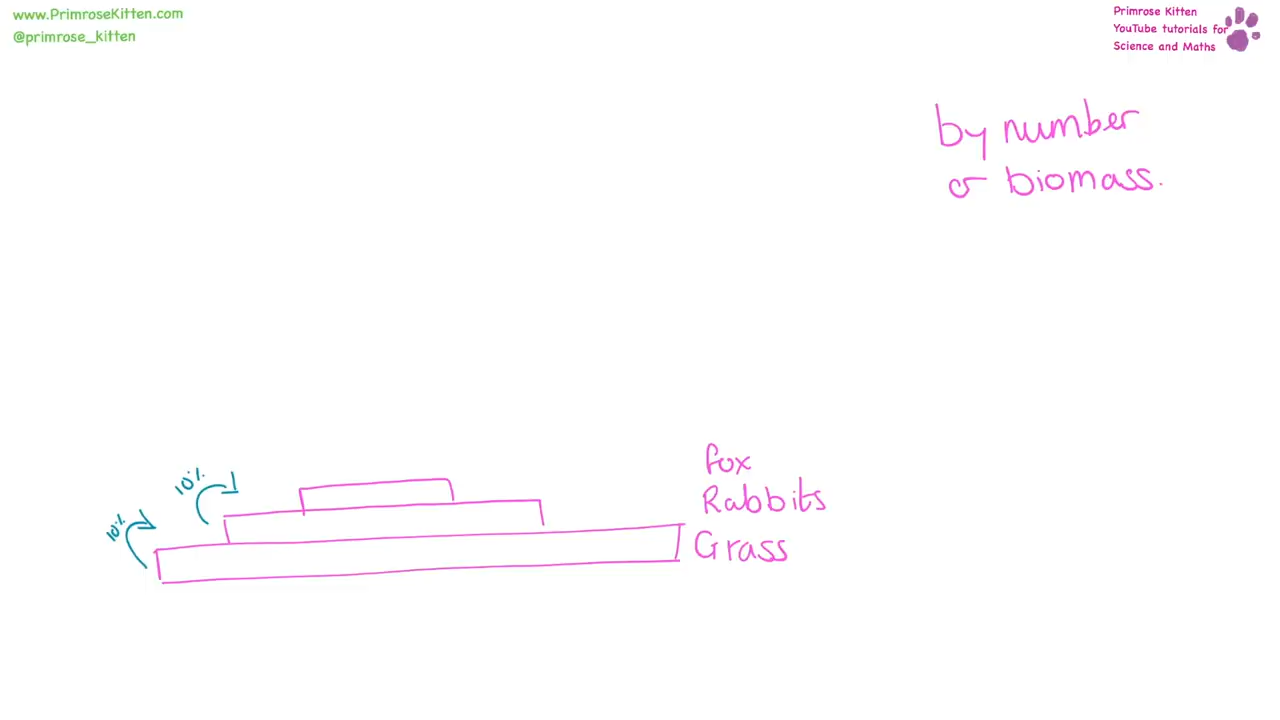 www.PrimroseKitten.com
@primrose_kitten
Primrose Kitten
YouTube tutorials for
Science and Maths
by number
or biomass.
fox
Rabbits
Grass
10%
10%